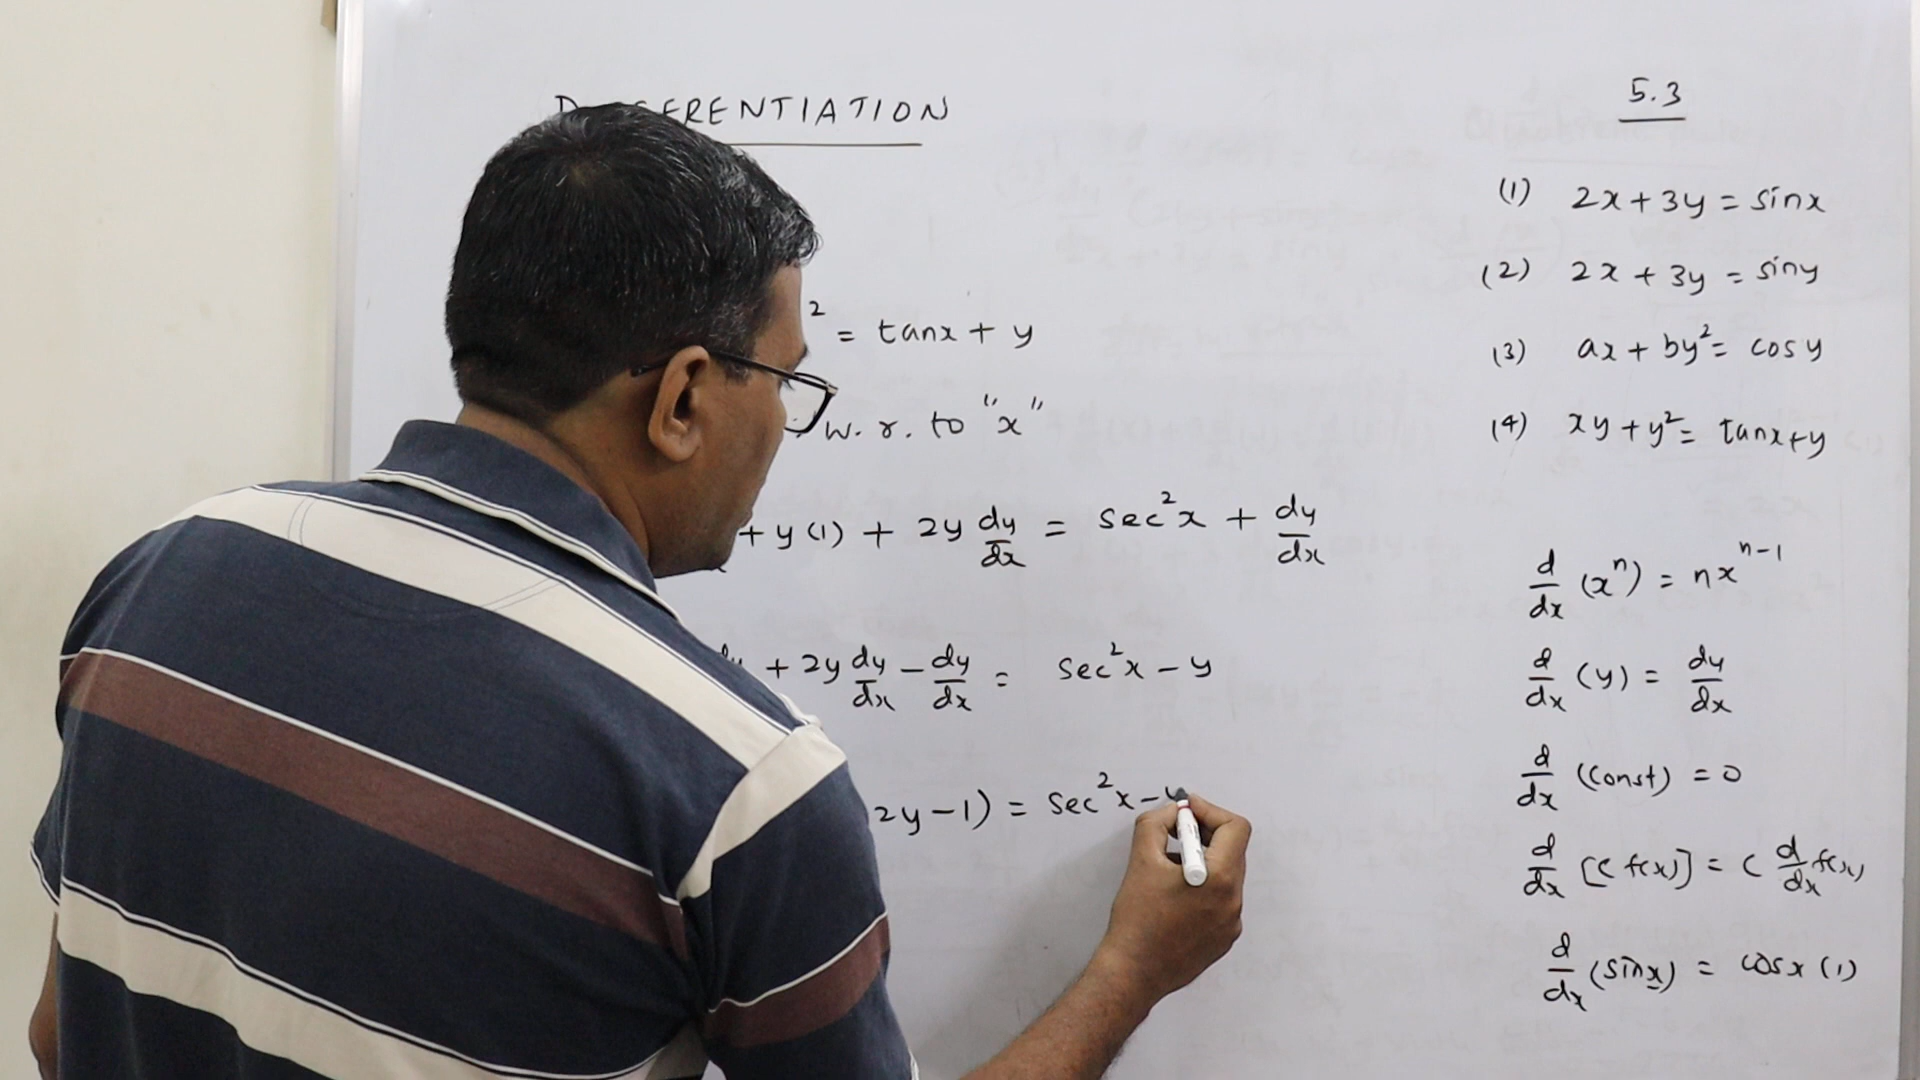 DIFFERENTIATION
² = tanx + y
w. r. to "x"
+ y (1) + 2y dy/dx = sec²x + dy/dx
+ 2y dy/dx − dy/dx = sec²x − y
2y − 1) = sec²x − y
5.3
(1) 2x + 3y = sinx
(2) 2x + 3y = siny
(3) ax + by² = cosy
(4) xy + y² = tanx + y
d/dx (xⁿ) = nxⁿ⁻¹
d/dx (y) = dy/dx
d/dx (const) = 0
d/dx [c f(x)] = c d/dx f(x)
d/dx (sinx) = cosx (1)